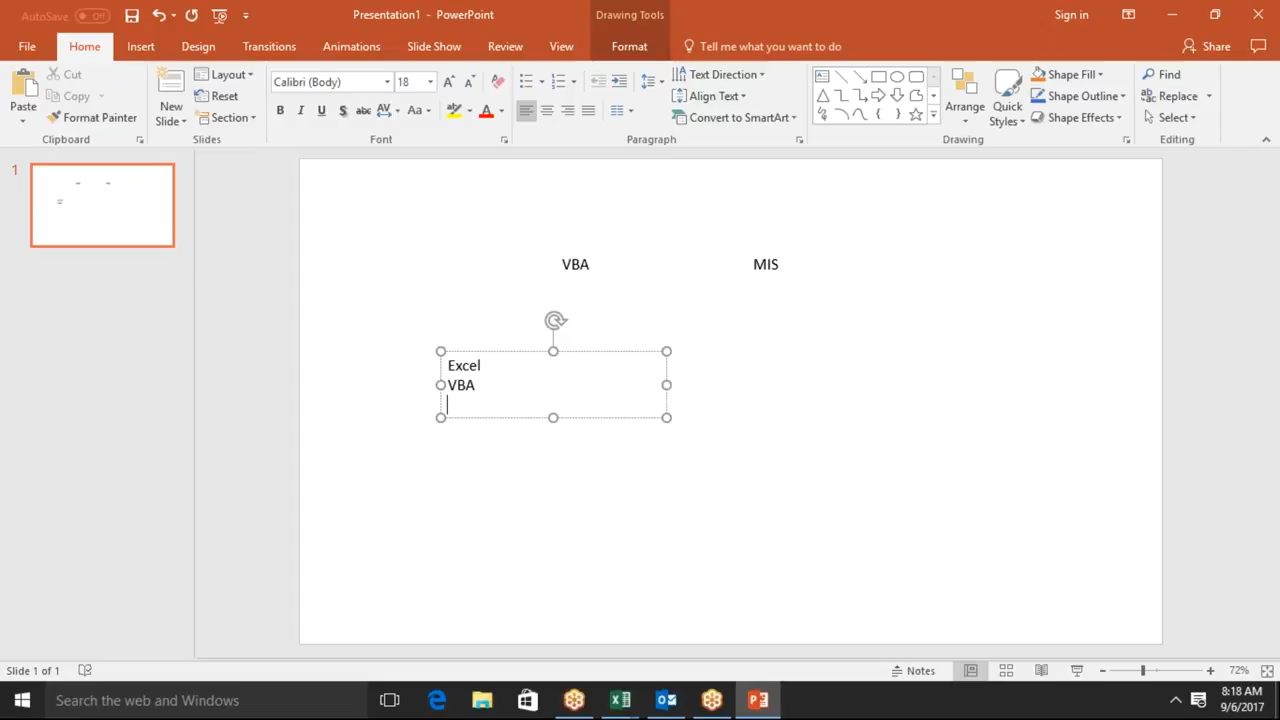 AutoSave Off
Presentation1 - PowerPoint
Drawing Tools
Sign in
File Home Insert Design Transitions Animations Slide Show Review View Format Tell me what you want to do Share
Paste
Cut
Copy
Format Painter
Clipboard
New Slide
Layout
Reset
Section
Slides
Calibri (Body) 18
B I U S abc AV Aa A
Font
Text Direction
Align Text
Convert to SmartArt
Paragraph
Arrange
Quick Styles
Shape Fill
Shape Outline
Shape Effects
Drawing
Find
Replace
Select
Editing
1
VBA MIS
Excel
VBA
Slide 1 of 1
Notes
72%
Search the web and Windows
8:18 AM
9/6/2017